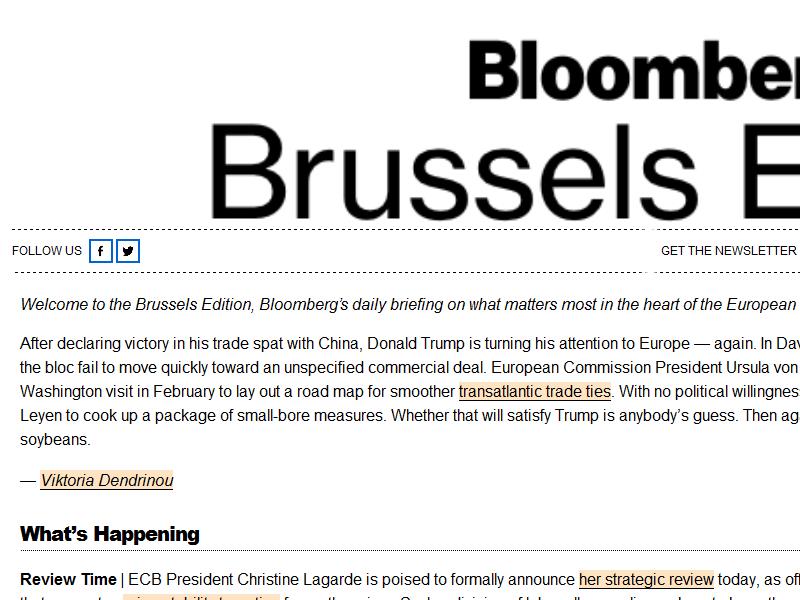 Bloomber
Brussels E
FOLLOW US
GET THE NEWSLETTER
Welcome to the Brussels Edition, Bloomberg's daily briefing on what matters most in the heart of the European
After declaring victory in his trade spat with China, Donald Trump is turning his attention to Europe — again. In Dav
the bloc fail to move quickly toward an unspecified commercial deal. European Commission President Ursula von
Washington visit in February to lay out a road map for smoother transatlantic trade ties. With no political willingnes
Leyen to cook up a package of small-bore measures. Whether that will satisfy Trump is anybody's guess. Then aga
soybeans.
— Viktoria Dendrinou
What's Happening
Review Time | ECB President Christine Lagarde is poised to formally announce her strategic review today, as of